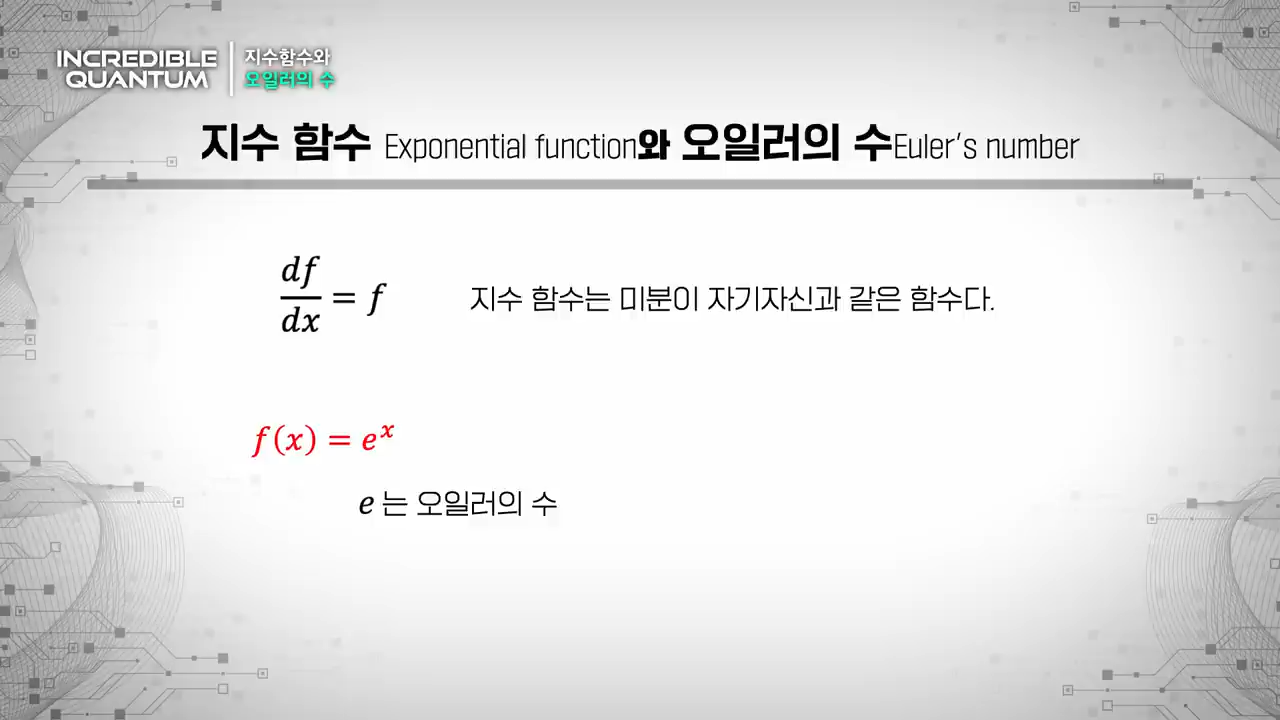 INCREDIBLE
QUANTUM
지수함수와
오일러의 수
지수 함수 Exponential function와 오일러의 수Euler's number
df/dx = f
지수 함수는 미분이 자기자신과 같은 함수다.
f(x) = e^x
e 는 오일러의 수